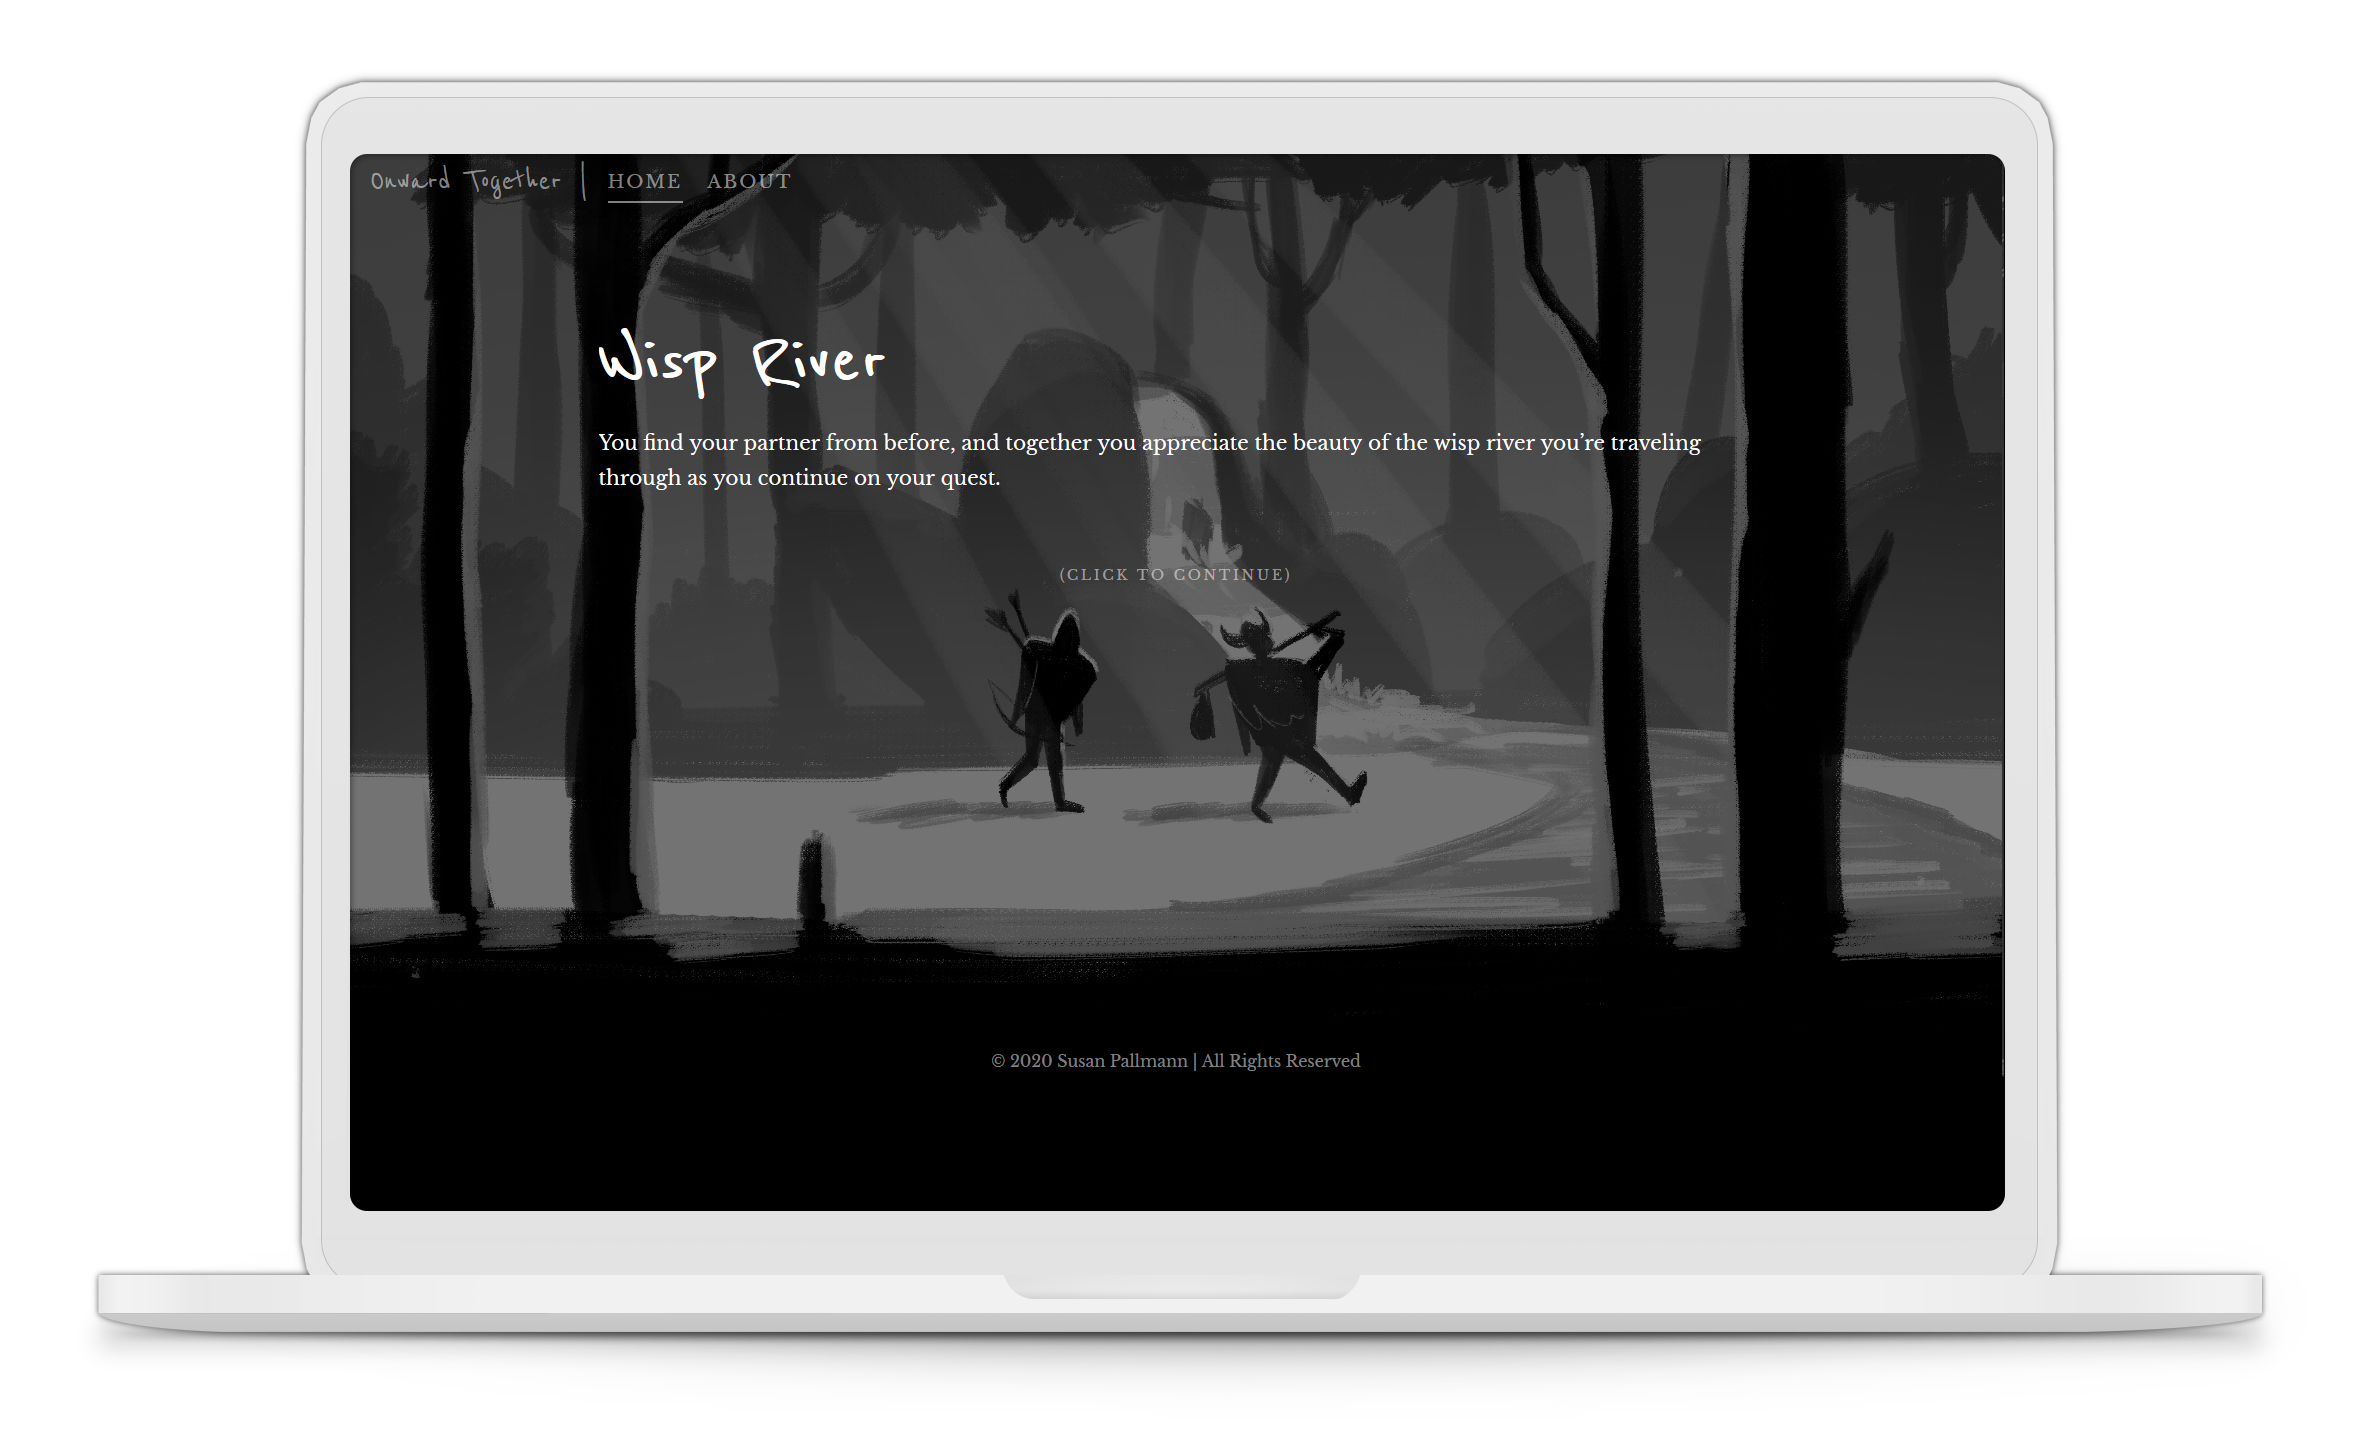 Onward Together | HOME ABOUT
Wisp River
You find your partner from before, and together you appreciate the beauty of the wisp river you’re traveling
through as you continue on your quest.
(CLICK TO CONTINUE)
© 2020 Susan Pallmann | All Rights Reserved